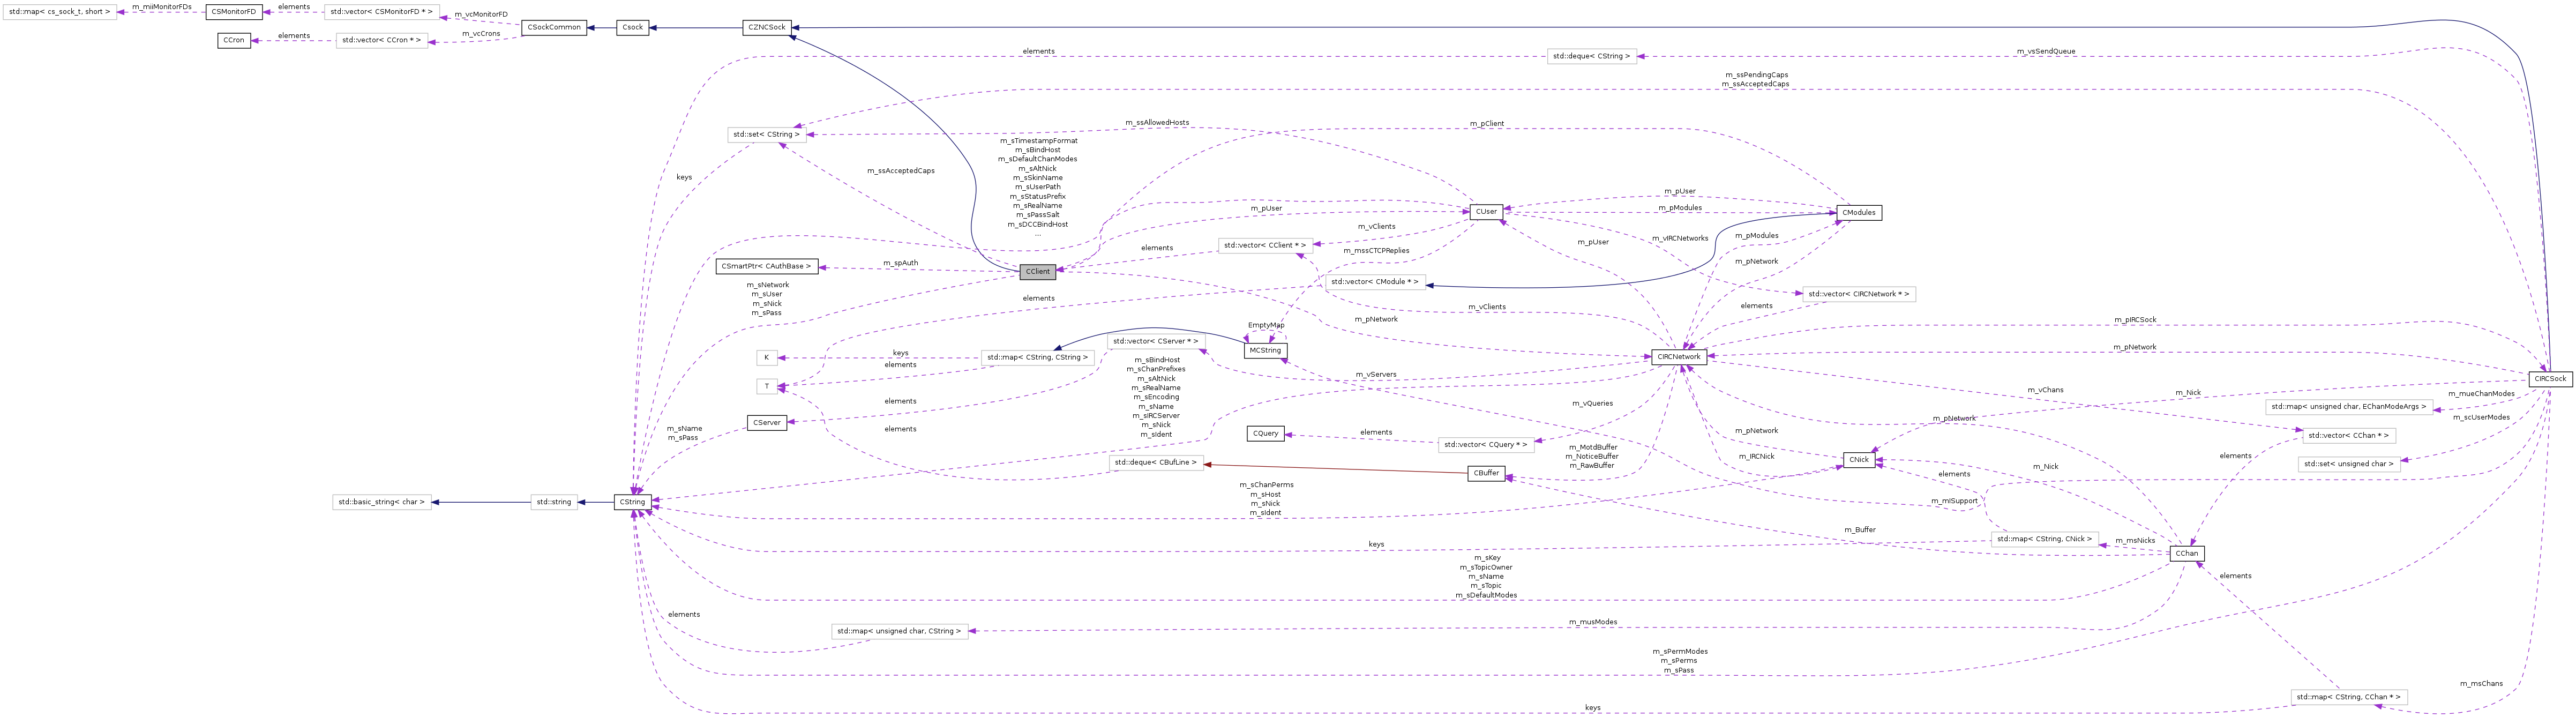 std::map< cs_sock_t, short >
m_miiMonitorFDs
CSMonitorFD
elements
std::vector< CSMonitorFD * >
m_vcMonitorFD
CCron
elements
std::vector< CCron * >
m_vcCrons
CSockCommon
Csock
CZNCSock
elements
std::deque< CString >
m_vsSendQueue
m_ssPendingCaps
m_ssAcceptedCaps
std::set< CString >
m_ssAllowedHosts
m_pClient
keys
m_ssAcceptedCaps
m_sTimestampFormat
m_sBindHost
m_sDefaultChanModes
m_sAltNick
m_sSkinName
m_sUserPath
m_sStatusPrefix
m_sRealName
m_sPassSalt
m_sDCCBindHost
...
m_pUser
CUser
m_pUser
m_pModules
CModules
m_vClients
m_vIRCNetworks
m_pUser
m_pModules
elements
std::vector< CClient * >
m_mssCTCPReplies
m_pNetwork
CSmartPtr< CAuthBase >
m_spAuth
CClient
std::vector< CModule * >
m_sNetwork
m_sUser
m_sNick
m_sPass
elements
std::vector< CIRCNetwork * >
elements
m_vClients
m_pNetwork
m_pIRCSock
EmptyMap
MCString
std::vector< CServer * >
K
keys
std::map< CString, CString >
elements
T
CIRCNetwork
m_pNetwork
m_vServers
CIRCSock
m_sBindHost
m_sChanPrefixes
m_sAltNick
m_sRealName
m_sEncoding
m_sName
m_sIRCServer
m_sNick
m_sIdent
m_vChans
m_Nick
m_mueChanModes
std::map< unsigned char, EChanModeArgs >
m_scUserModes
elements
m_vQueries
CServer
m_sName
m_sPass
elements
CQuery
elements
std::vector< CQuery * >
m_pNetwork
m_pNetwork
std::vector< CChan * >
m_MotdBuffer
m_NoticeBuffer
m_RawBuffer
m_IRCNick
CNick
elements
std::set< unsigned char >
std::deque< CBufLine >
CBuffer
m_Nick
elements
std::basic_string< char >
std::string
CString
m_sChanPerms
m_sHost
m_sNick
m_sIdent
m_mISupport
m_Buffer
keys
std::map< CString, CNick >
m_msNicks
CChan
m_sKey
m_sTopicOwner
m_sName
m_sTopic
m_sDefaultModes
elements
elements
std::map< unsigned char, CString >
m_musModes
m_sPermModes
m_sPerms
m_sPass
m_msChans
std::map< CString, CChan * >
keys